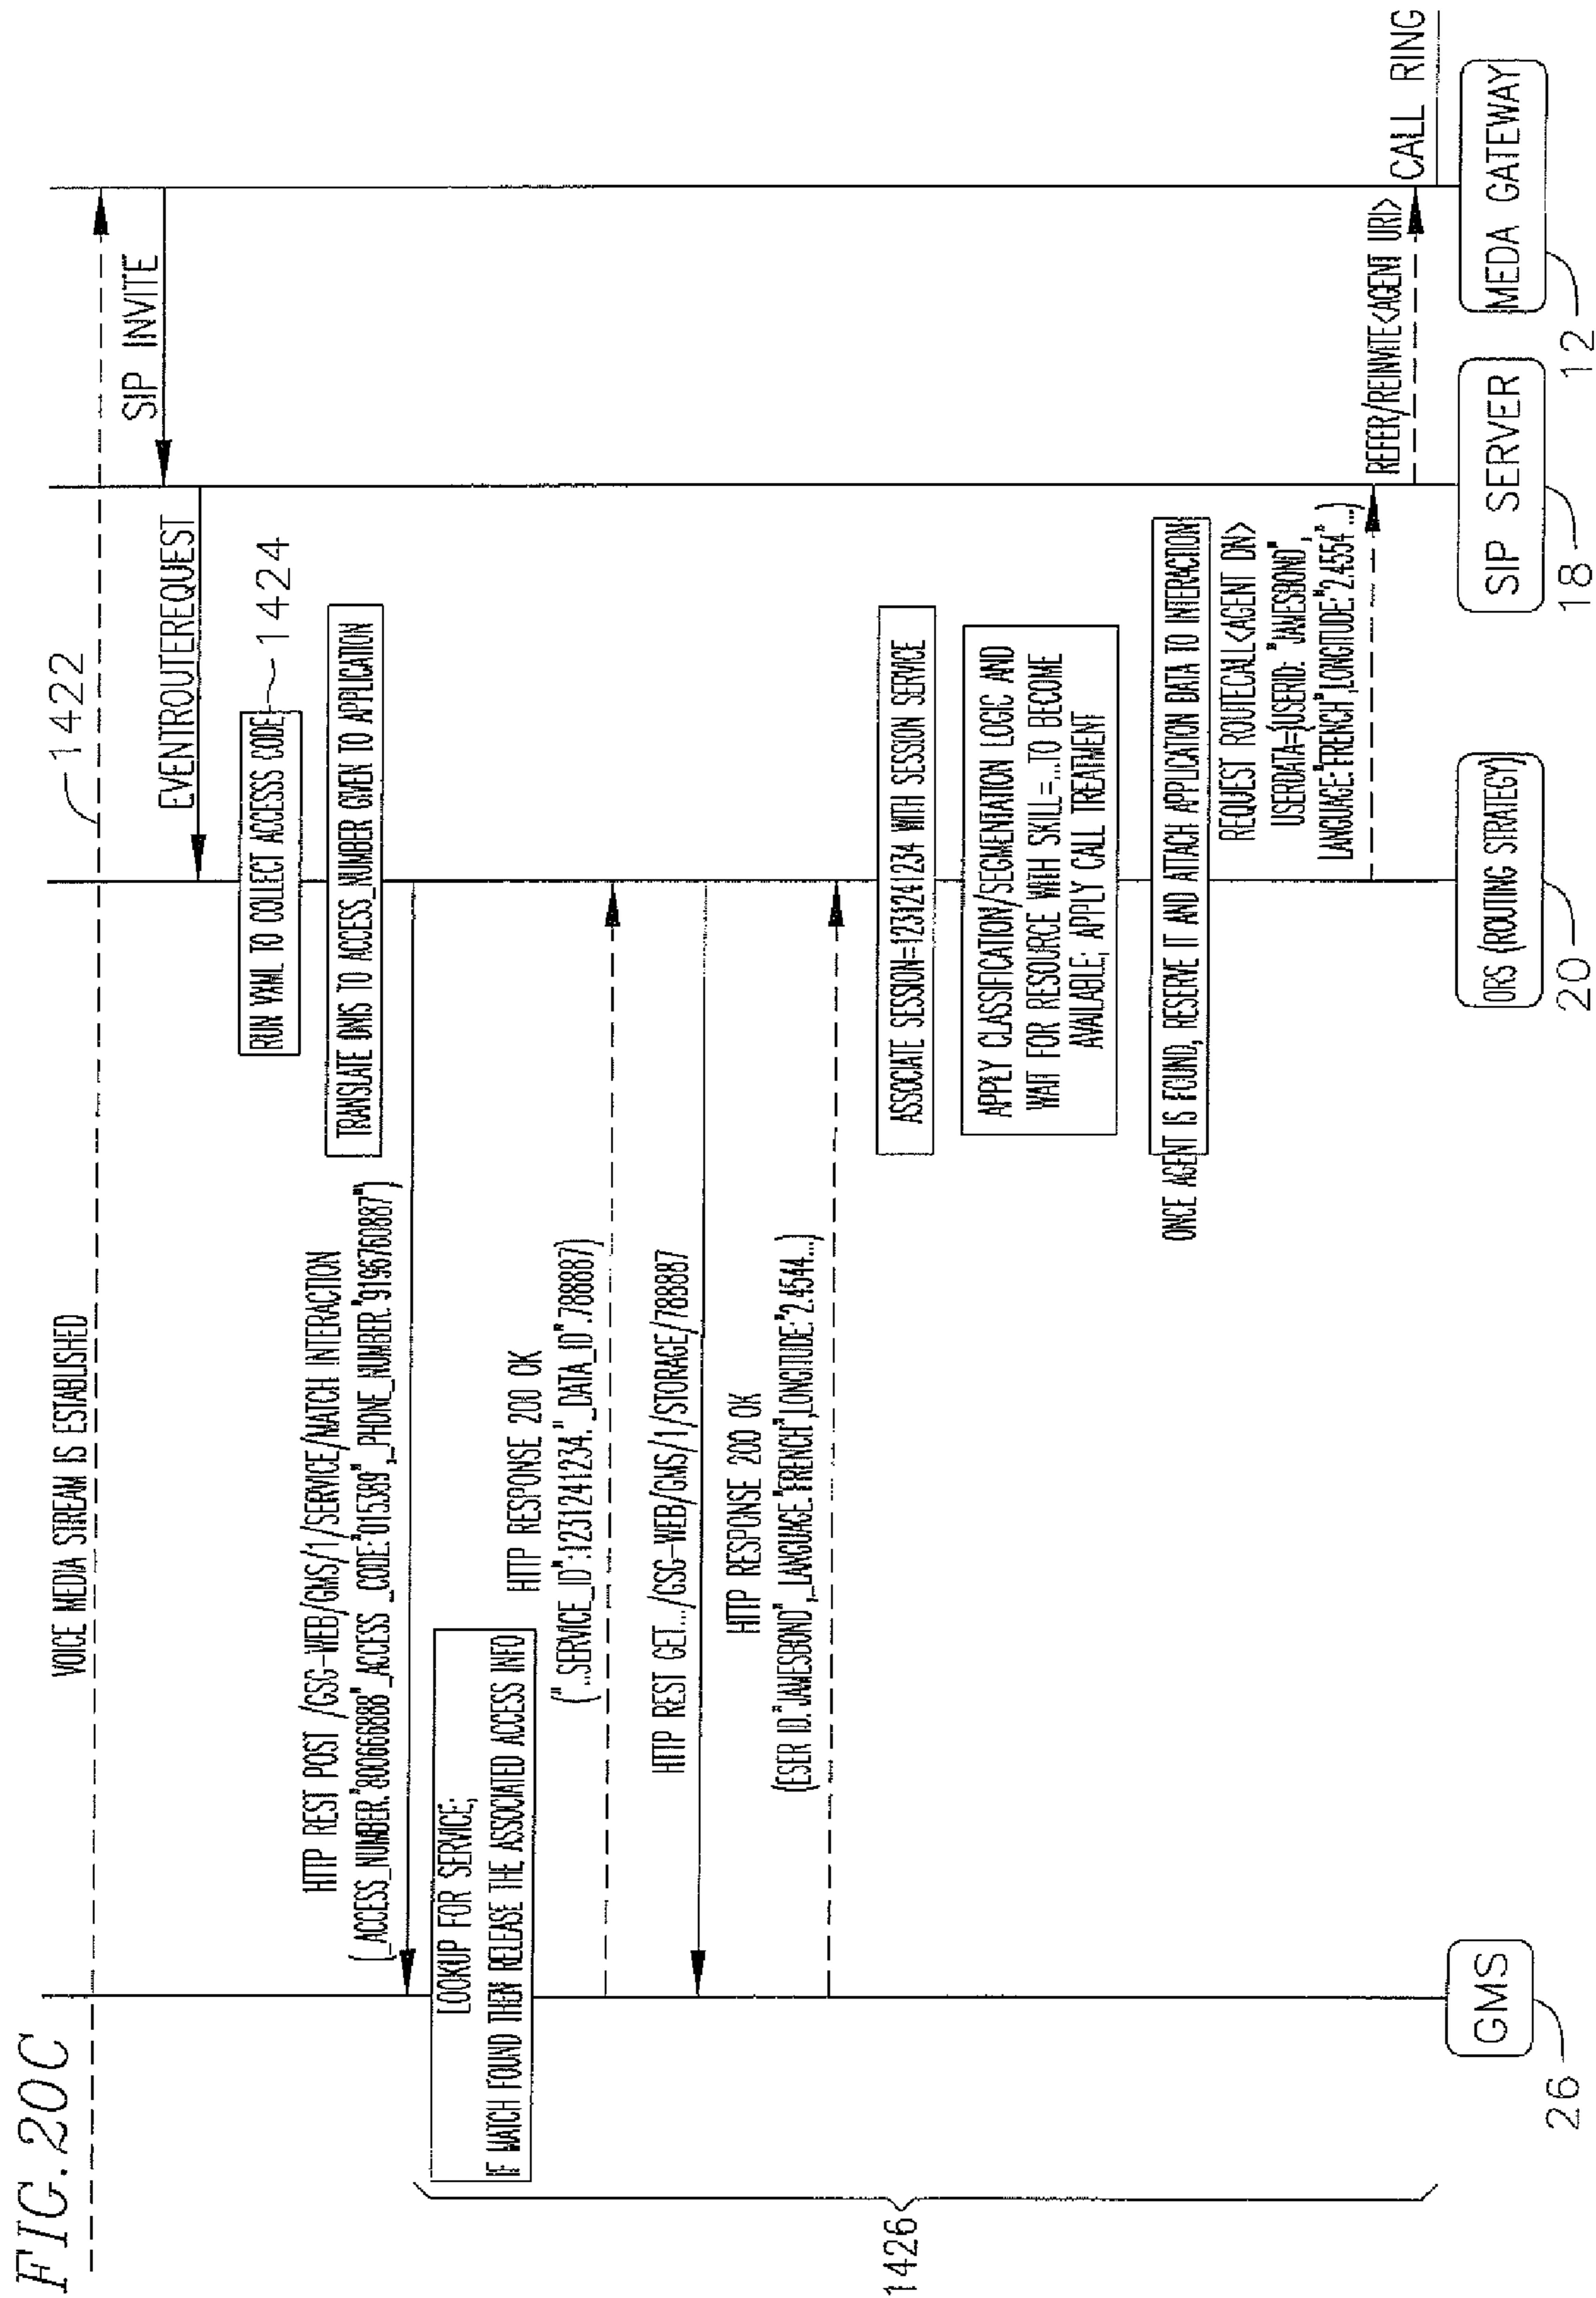 FIG. 20C
VOICE MEDIA STREAM IS ESTABLISHED
1422
SIP INVITE
EVENTROUTEREQUEST
RUN VXML TO COLLECT ACCESSS CODE
1424
TRANSLATE DNIS TO ACCESS_NUMBER GIVEN TO APPLICATION
HTTP REST POST /GSG-WEB/GMS/1/SERVICE/MATCH INTERACTION
(_ACCESS_NUMBER:"80066888"_ACCESS_CODE:"015389",_PHONE_NUMBER:"9196760887")
LOOKUP FOR SERVICE;
IF MATCH FOUND THEN RELEASE THE ASSOCIATED ACCESS INFO
HTTP RESPONSE 200 OK
("..SERVICE_ID":1231241234."_DATA_ID":788887)
HTTP REST GET.../GSG-WEB/GMS/1/STORAGE/788887
HTTP RESPONSE 200 OK
(ESER ID:"JAMESBOND",_LANGUAGE:"FRENCH",LONGITUDE:"2.4544...)
ASSOCIATE SESSION=1231241234 WITH SESSION SERVICE
APPLY CLASSIFICATION/SEGMENTATION LOGIC AND
WAIT FOR RESOURCE WITH SKILL=...TO BECOME
AVAILABLE; APPLY CALL TREATMENT
ONCE AGENT IS FOUND, RESERVE IT AND ATTACH APPLICATION DATA TO INTERACTION
REQUEST ROUTECALL<AGENT DN>
USERDATA={USERID: "JAMESBOND",
LANGUAGE:"FRENCH",LONGITUDE:"2.4554"...)
REFER/REINVITE<AGENT URI>
CALL RING
1426
GMS
26
ORS (ROUTING STRATEGY)
20
SIP SERVER
18
MEDA GATEWAY
12